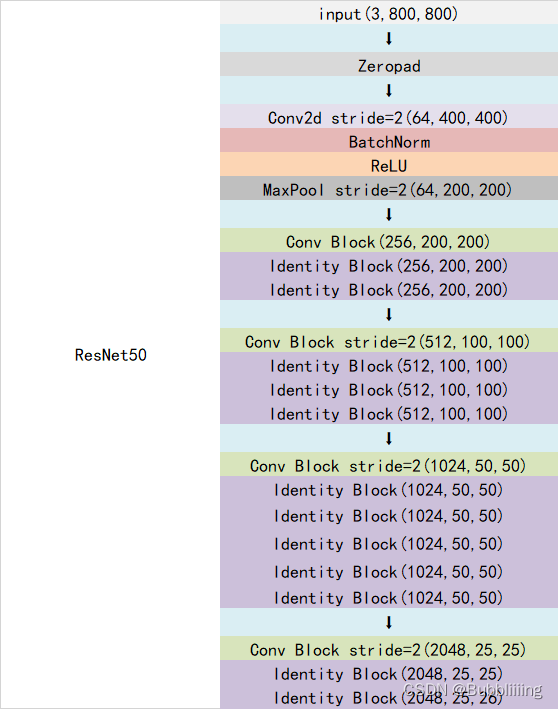 input(3,800,800)
⬇
Zeropad
⬇
Conv2d stride=2(64,400,400)
BatchNorm
ReLU
MaxPool stride=2(64,200,200)
⬇
Conv Block(256,200,200)
Identity Block(256,200,200)
Identity Block(256,200,200)
⬇
ResNet50
Conv Block stride=2(512,100,100)
Identity Block(512,100,100)
Identity Block(512,100,100)
Identity Block(512,100,100)
⬇
Conv Block stride=2(1024,50,50)
Identity Block(1024,50,50)
Identity Block(1024,50,50)
Identity Block(1024,50,50)
Identity Block(1024,50,50)
Identity Block(1024,50,50)
⬇
Conv Block stride=2(2048,25,25)
Identity Block(2048,25,25)
Identity Block(2048,25,26)
CSDN @Bubbliiiing